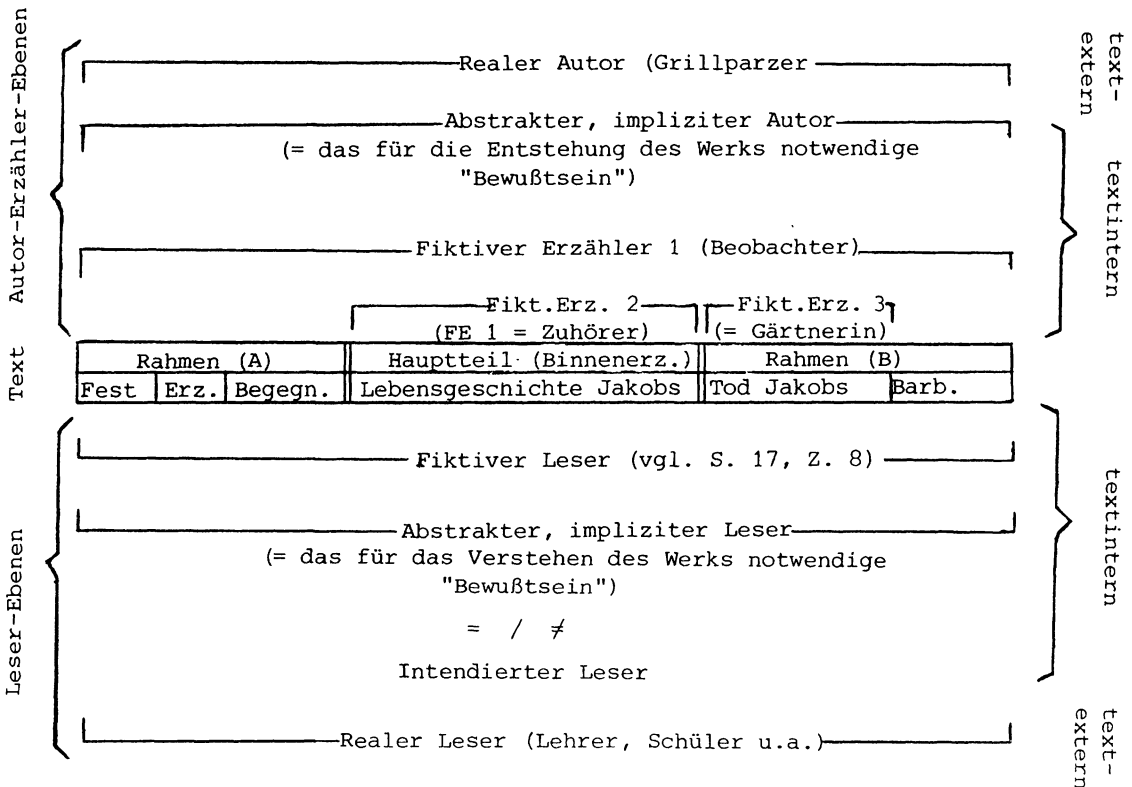 Autor-Erzähler-Ebenen
text-
extern
Realer Autor (Grillparzer
Abstrakter, impliziter Autor
(= das für die Entstehung des Werks notwendige
"Bewußtsein")
textintern
Fiktiver Erzähler 1 (Beobachter)
Fikt.Erz. 2 Fikt.Erz. 3
(FE 1 = Zuhörer) (= Gärtnerin)
Text
Rahmen (A) Hauptteil (Binnenerz.) Rahmen (B)
Fest Erz. Begegn. Lebensgeschichte Jakobs Tod Jakobs Barb.
Leser-Ebenen
Fiktiver Leser (vgl. S. 17, Z. 8)
textintern
Abstrakter, impliziter Leser
(= das für das Verstehen des Werks notwendige
"Bewußtsein")
= / ≠
Intendierter Leser
Realer Leser (Lehrer, Schüler u.a.)
text-
extern